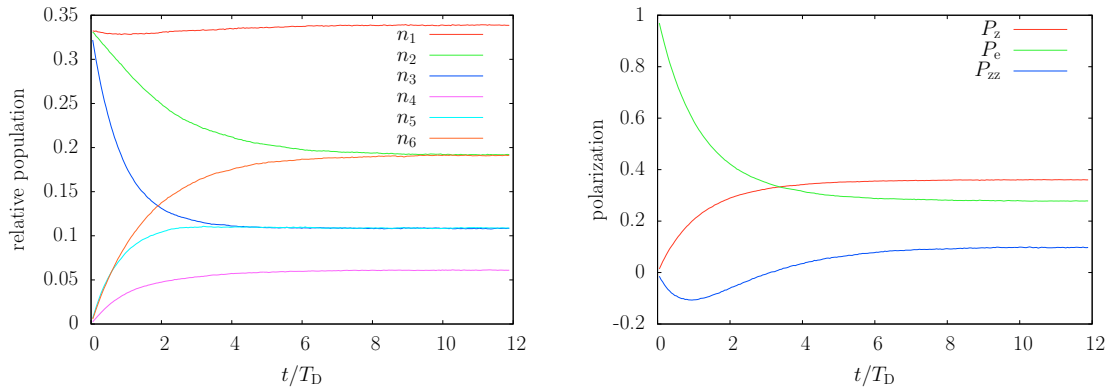 0.35
0.3
0.25
0.2
0.15
0.1
0.05
0
relative population
n1
n2
n3
n4
n5
n6
0 2 4 6 8 10 12
t/TD
1
0.8
0.6
0.4
0.2
0
-0.2
polarization
Pz
Pe
Pzz
0 2 4 6 8 10 12
t/TD